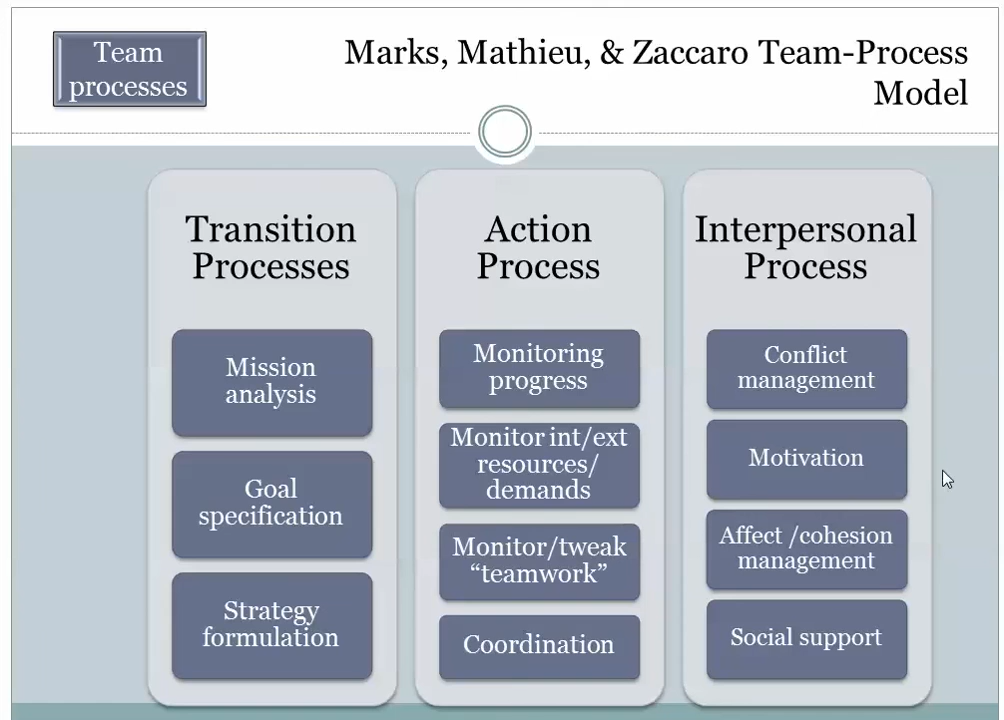 Team
processes
Marks, Mathieu, & Zaccaro Team-Process
Model
Transition
Processes
Mission
analysis
Goal
specification
Strategy
formulation
Action
Process
Monitoring
progress
Monitor int/ext
resources/
demands
Monitor/tweak
“teamwork”
Coordination
Interpersonal
Process
Conflict
management
Motivation
Affect /cohesion
management
Social support